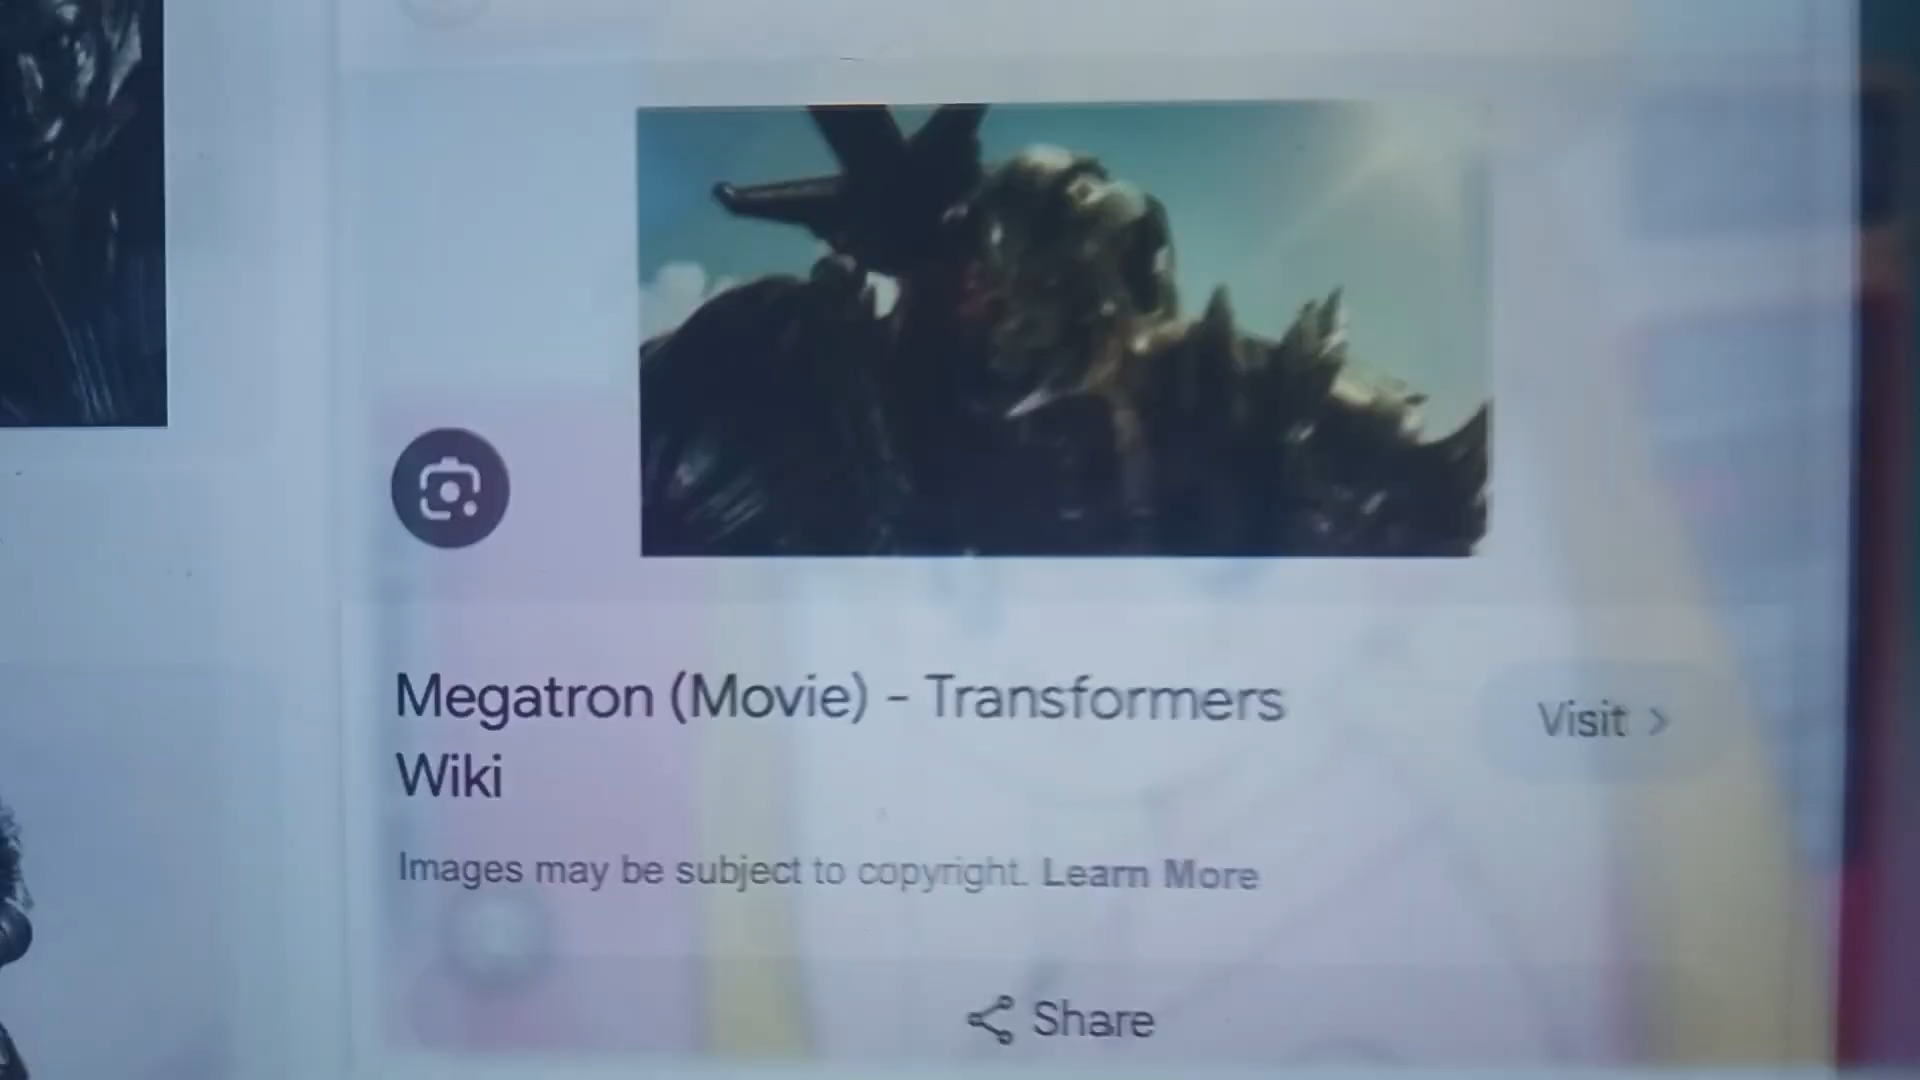 Megatron (Movie) - Transformers
Wiki
Visit >
Images may be subject to copyright. Learn More
Share